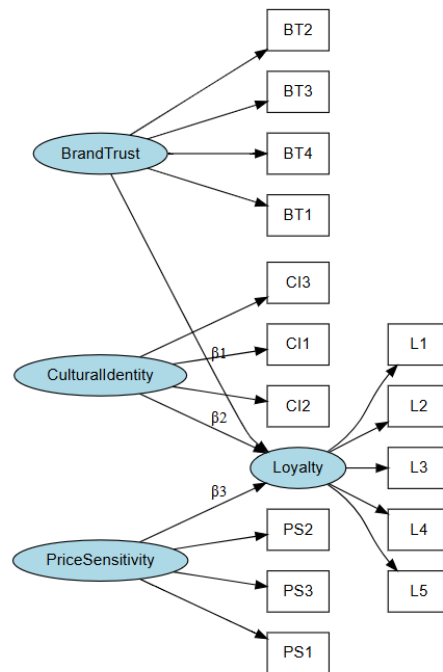 BT2
BT3
BrandTrust
BT4
BT1
CI3
β1
CI1
L1
CulturalIdentity
CI2
L2
β2
Loyalty
L3
β3
PS2
L4
PriceSensitivity
PS3
L5
PS1